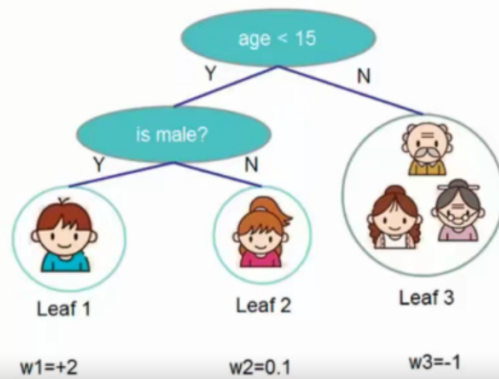 age < 15
Y
N
is male?
Y
N
Leaf 1
Leaf 2
Leaf 3
w1=+2
w2=0.1
w3=-1